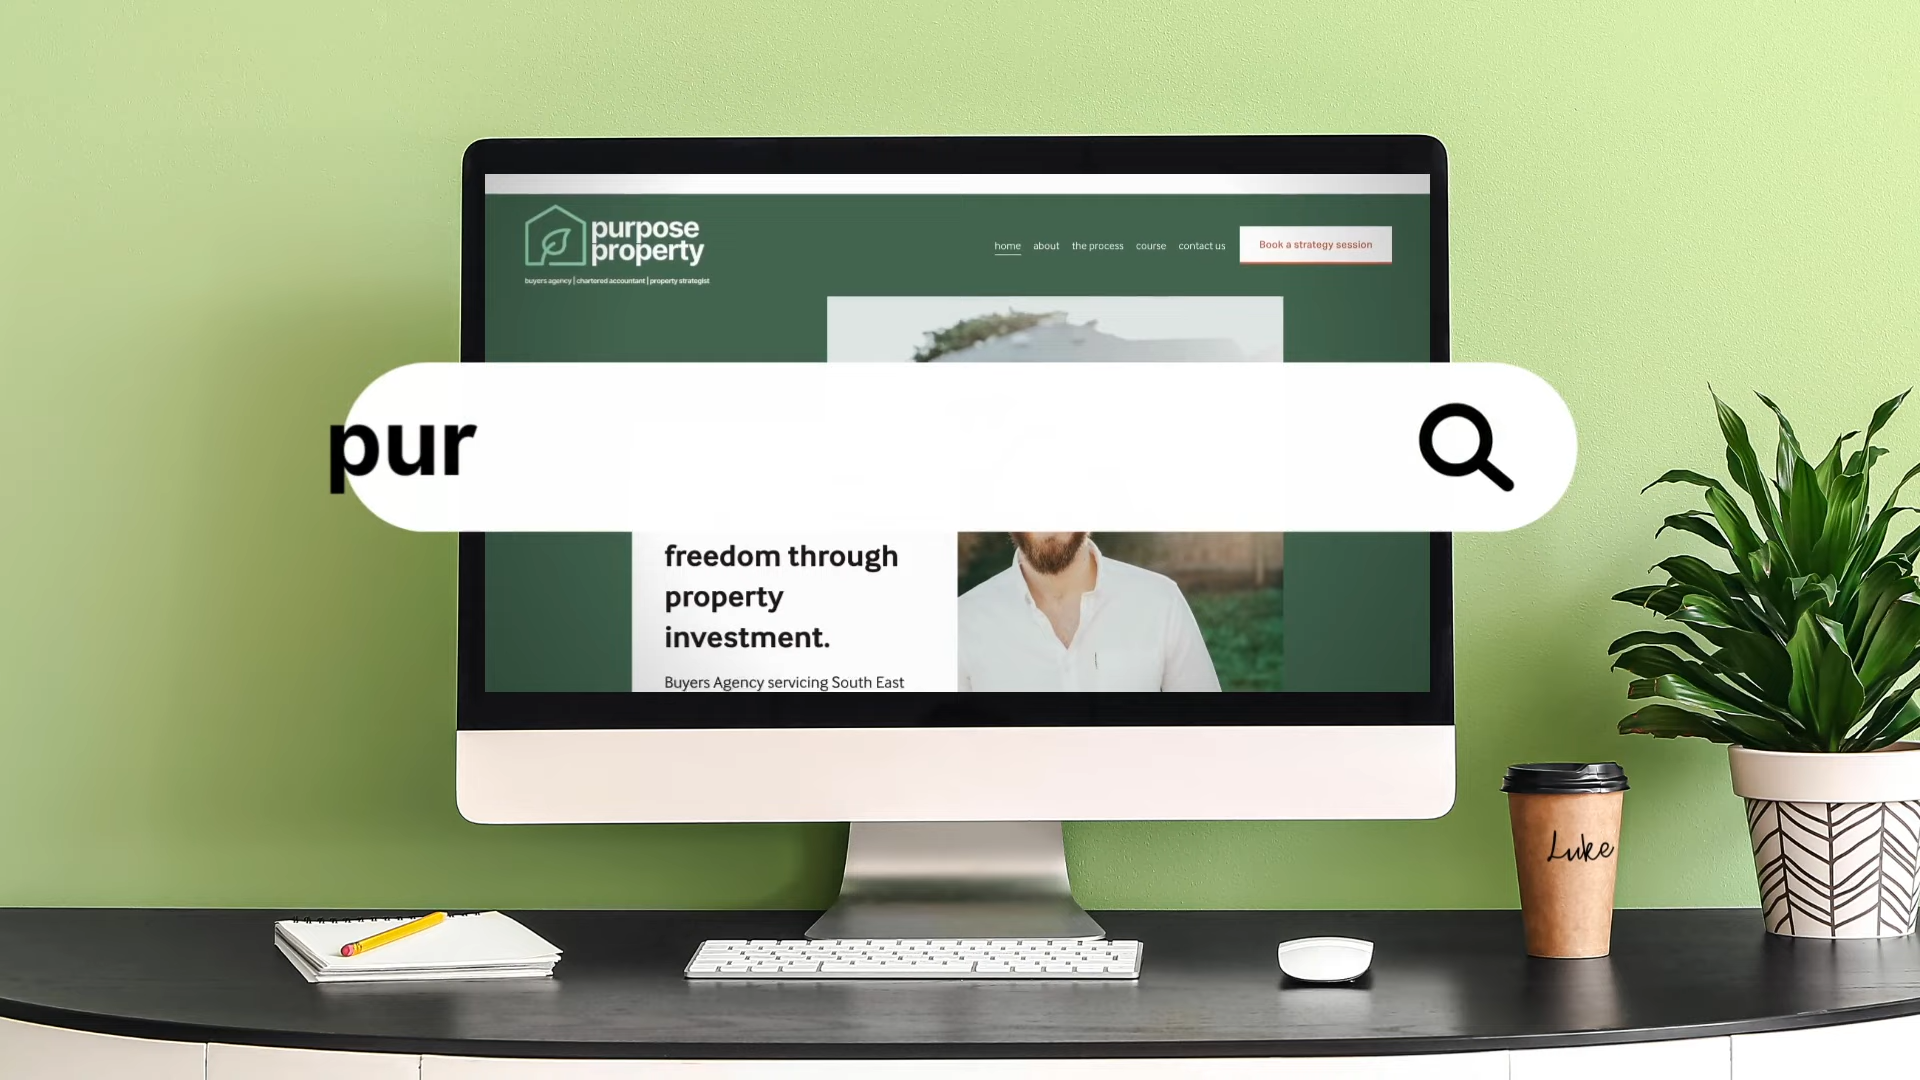 purpose
property
buyers agency | chartered accountant | property strategist
home about the process course contact us
Book a strategy session
pur
freedom through
property
investment.
Buyers Agency servicing South East
Luke